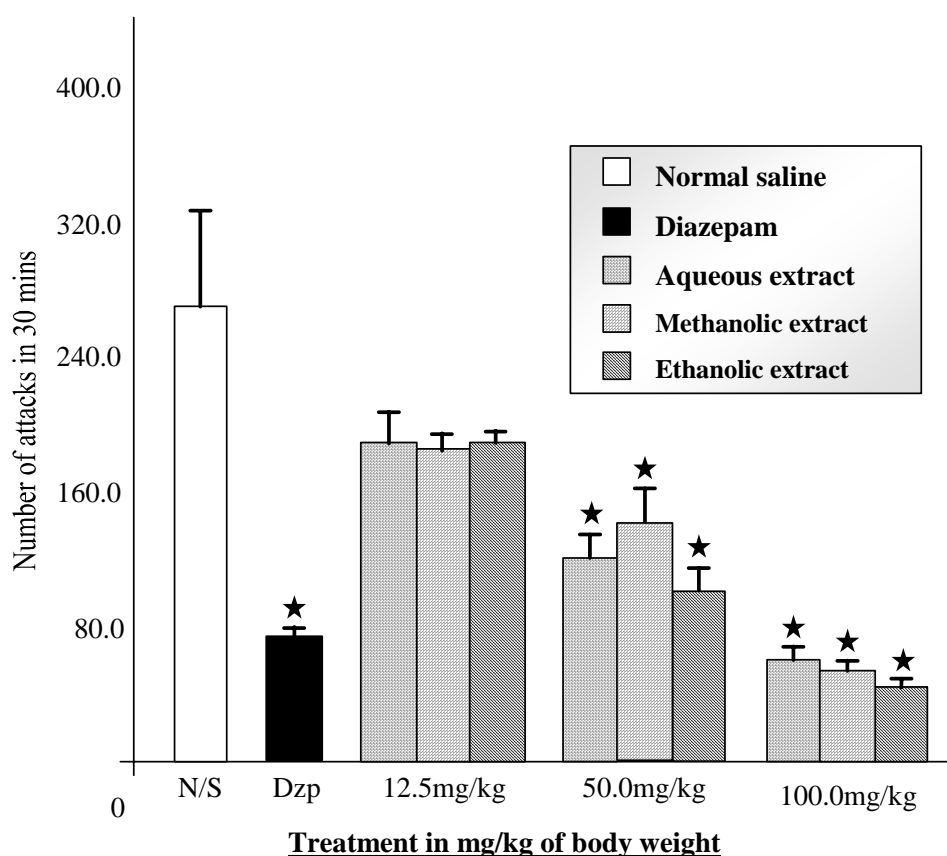 Number of attacks in 30 mins
400.0
320.0
240.0
160.0
80.0
0
Normal saline
Diazepam
Aqueous extract
Methanolic extract
Ethanolic extract
N/S Dzp 12.5mg/kg 50.0mg/kg 100.0mg/kg
Treatment in mg/kg of body weight